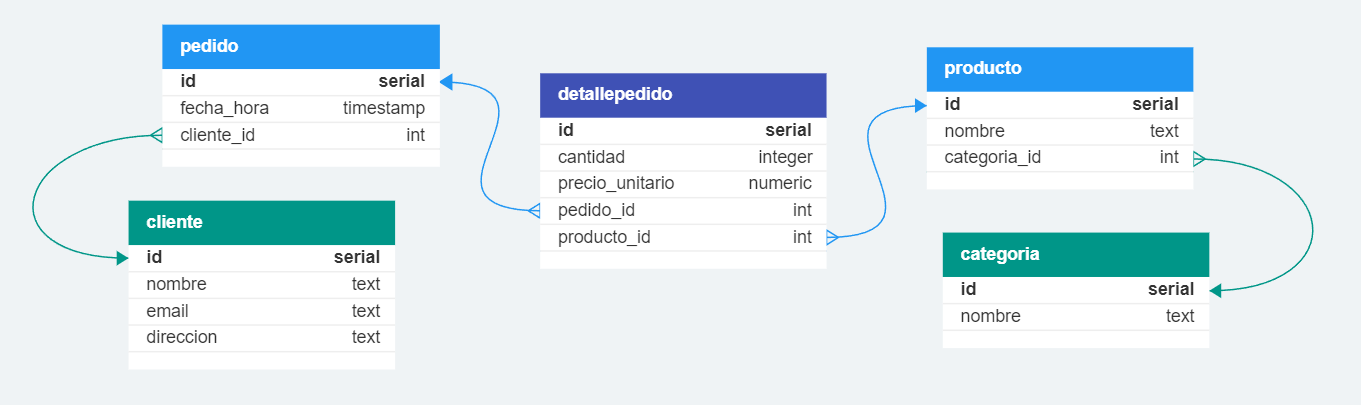 pedido
id serial
fecha_hora timestamp
cliente_id int
cliente
id serial
nombre text
email text
direccion text
detallepedido
id serial
cantidad integer
precio_unitario numeric
pedido_id int
producto_id int
producto
id serial
nombre text
categoria_id int
categoria
id serial
nombre text